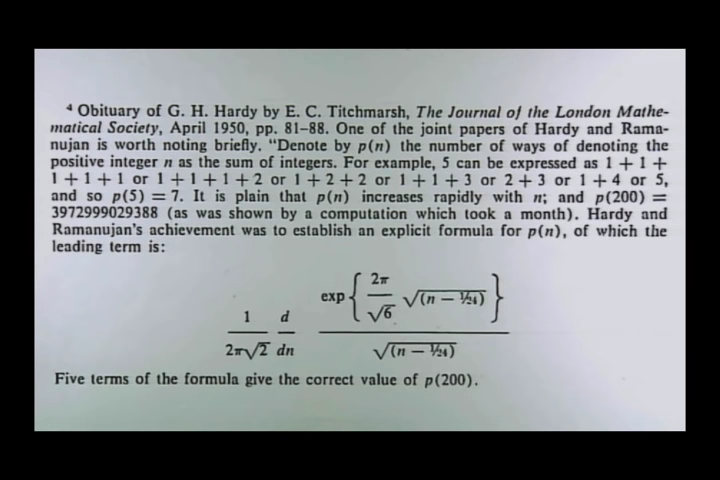 4 Obituary of G. H. Hardy by E. C. Titchmarsh, The Journal of the London Mathe-
matical Society, April 1950, pp. 81–88. One of the joint papers of Hardy and Rama-
nujan is worth noting briefly. "Denote by p(n) the number of ways of denoting the
positive integer n as the sum of integers. For example, 5 can be expressed as 1 + 1 +
1 + 1 + 1 or 1 + 1 + 1 + 2 or 1 + 2 + 2 or 1 + 1 + 3 or 2 + 3 or 1 + 4 or 5,
and so p(5) = 7. It is plain that p(n) increases rapidly with n; and p(200) =
3972999029388 (as was shown by a computation which took a month). Hardy and
Ramanujan's achievement was to establish an explicit formula for p(n), of which the
leading term is:
1/(2π√2) d/dn exp{2π/√6 √(n − 1/24)}/√(n − 1/24)
Five terms of the formula give the correct value of p(200).